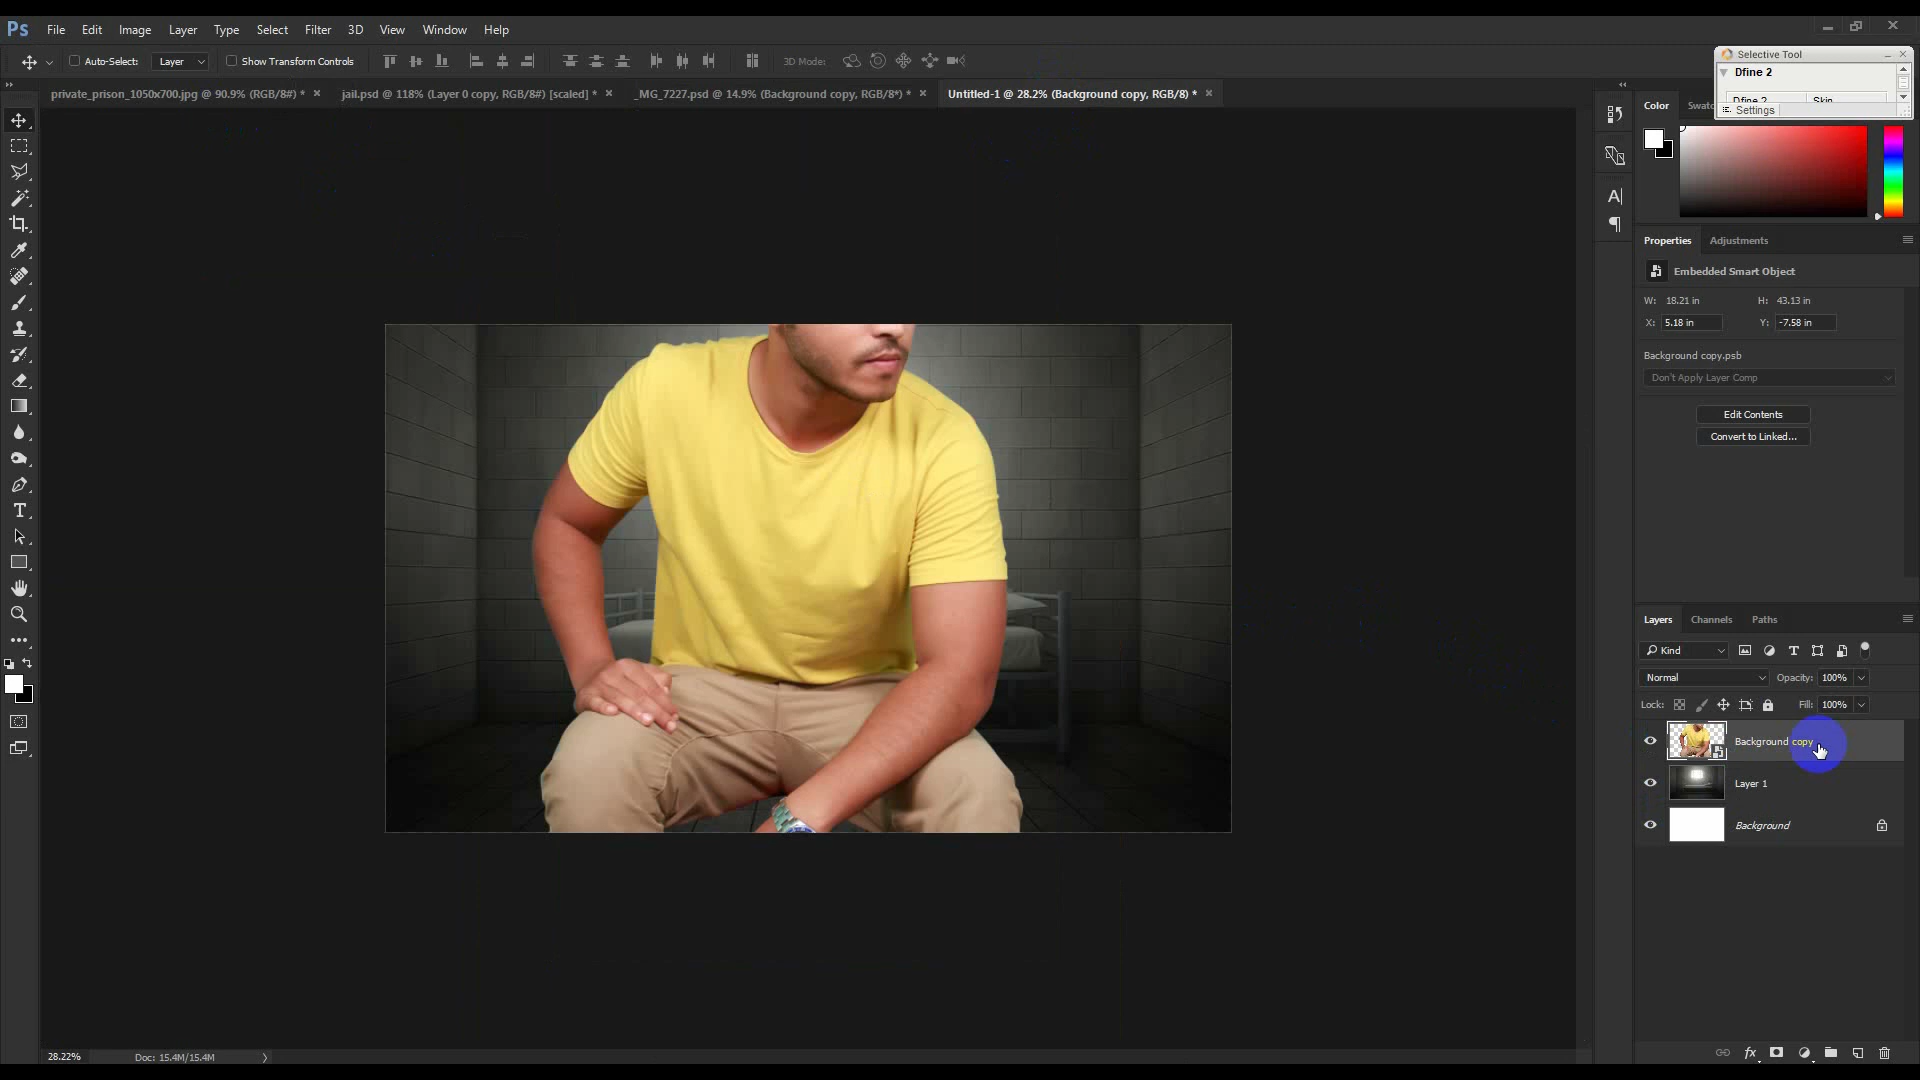 Ps File Edit Image Layer Type Select Filter 3D View Window Help
Auto-Select: Layer Show Transform Controls 3D Mode:
Selective Tool
Dfine 2
Dfine 2 Skin
Settings
private_prison_1050x700.jpg @ 90.9% (RGB/8#) * × jail.psd @ 118% (Layer 0 copy, RGB/8#) [scaled] * × _MG_7227.psd @ 14.9% (Background copy, RGB/8*) * × Untitled-1 @ 28.2% (Background copy, RGB/8) * ×
Color
Properties Adjustments
Embedded Smart Object
W: 18.21 in H: 43.13 in
X: 5.18 in Y: -7.58 in
Background copy.psb
Don't Apply Layer Comp
Edit Contents
Convert to Linked...
Layers Channels Paths
Kind
Normal Opacity: 100%
Lock: Fill: 100%
Background copy
Layer 1
Background
28.22% Doc: 15.4M/15.4M